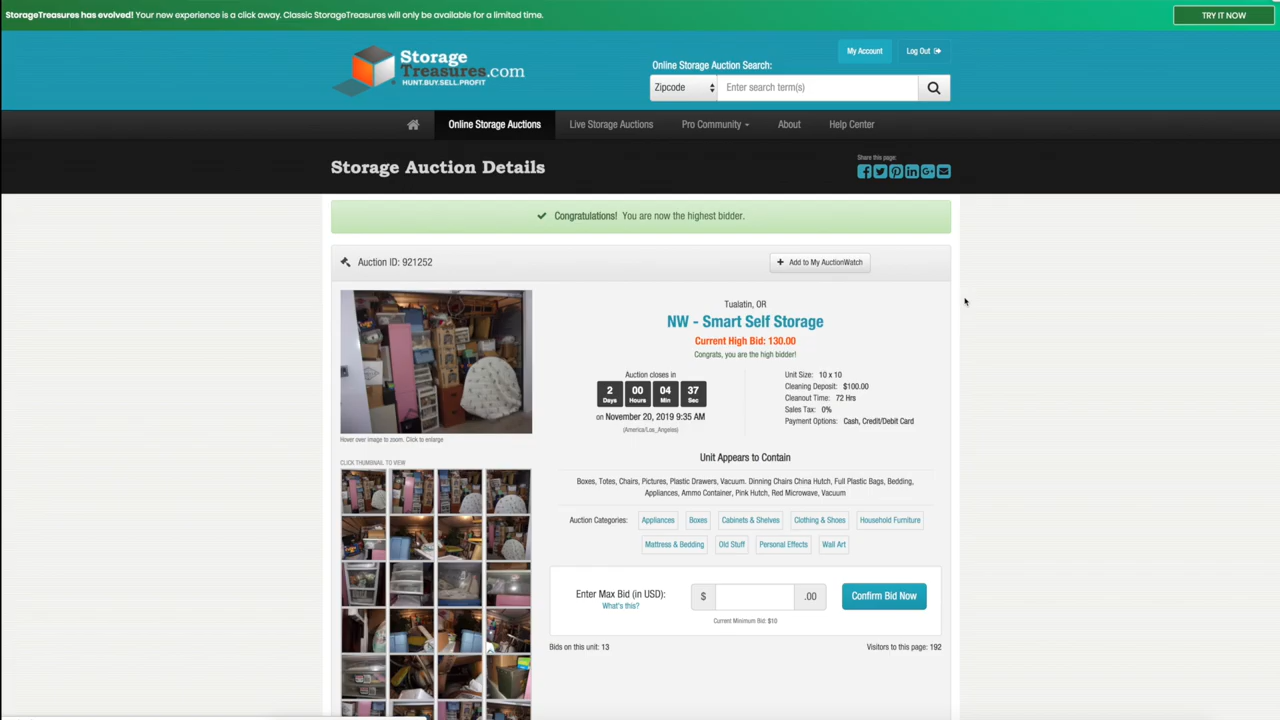 StorageTreasures has evolved! Your new experience is a click away. Classic StorageTreasures will only be available for a limited time.
TRY IT NOW
Storage
Treasures.com
HUNT.BUY.SELL.PROFIT
My Account
Log Out
Online Storage Auction Search:
Zipcode
Enter search term(s)
Online Storage Auctions
Live Storage Auctions
Pro Community
About
Help Center
Storage Auction Details
Share this page:
Congratulations! You are now the highest bidder.
Auction ID: 921252
+ Add to My AuctionWatch
Tualatin, OR
NW - Smart Self Storage
Current High Bid: 130.00
Congrats, you are the high bidder!
Auction closes in
2 00 04 37
Days Hours Min Sec
on November 20, 2019 9:35 AM
(America/Los_Angeles)
Unit Size: 10 x 10
Cleaning Deposit: $100.00
Cleanout Time: 72 Hrs
Sales Tax: 0%
Payment Options: Cash, Credit/Debit Card
Hover over image to zoom. Click to enlarge
CLICK THUMBNAIL TO VIEW
Unit Appears to Contain
Boxes, Totes, Chairs, Pictures, Plastic Drawers, Vacuum. Dinning Chairs China Hutch, Full Plastic Bags, Bedding,
Appliances, Ammo Container, Pink Hutch, Red Microwave, Vacuum
Auction Categories: Appliances Boxes Cabinets & Shelves Clothing & Shoes Household Furniture
Mattress & Bedding Old Stuff Personal Effects Wall Art
Enter Max Bid (in USD):
What's this?
$ .00
Confirm Bid Now
Current Minimum Bid: $10
Bids on this unit: 13
Visitors to this page: 192